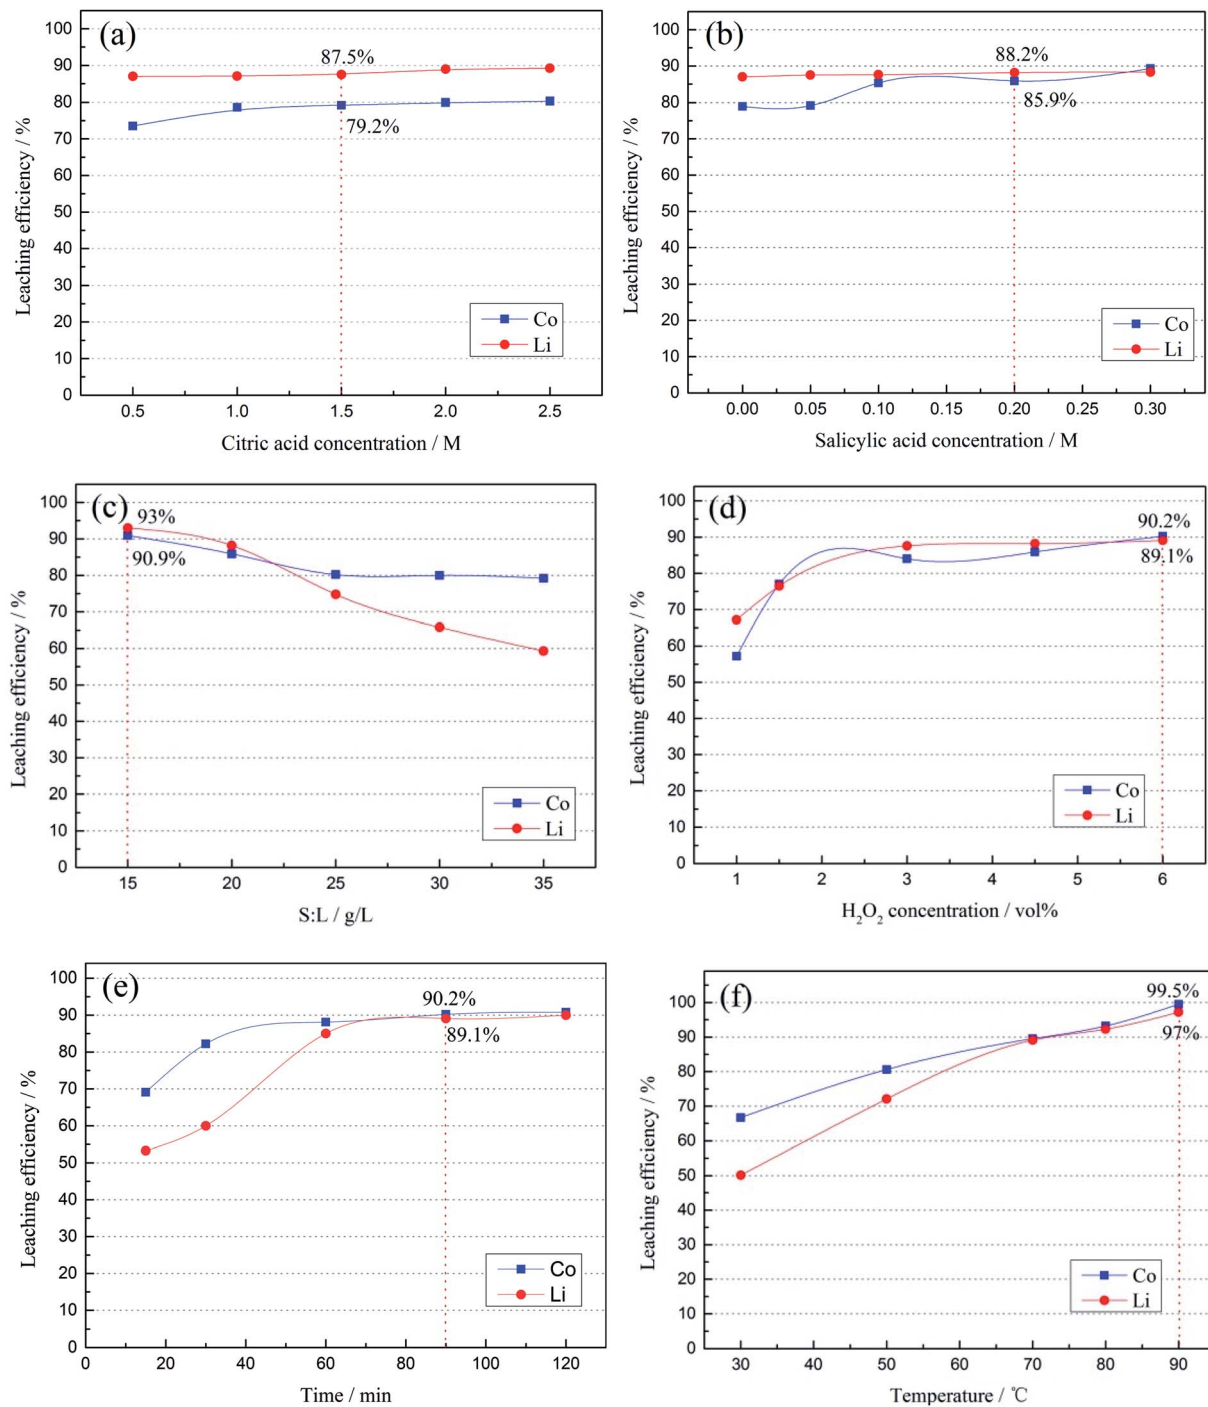 (a)
100
90
80
70
60
50
40
30
20
10
0
87.5%
79.2%
Co
Li
0.5 1.0 1.5 2.0 2.5
Citric acid concentration / M
Leaching efficiency / %
(b)
100
90
80
70
60
50
40
30
20
10
0
88.2%
85.9%
Co
Li
0.00 0.05 0.10 0.15 0.20 0.25 0.30
Salicylic acid concentration / M
Leaching efficiency / %
(c)
100
90
80
70
60
50
40
30
20
10
0
93%
90.9%
Co
Li
15 20 25 30 35
S:L / g/L
Leaching efficiency / %
(d)
100
90
80
70
60
50
40
30
20
10
0
90.2%
89.1%
Co
Li
1 2 3 4 5 6
H₂O₂ concentration / vol%
Leaching efficiency / %
(e)
100
90
80
70
60
50
40
30
20
10
0
90.2%
89.1%
Co
Li
0 20 40 60 80 100 120
Time / min
Leaching efficiency / %
(f)
100
90
80
70
60
50
40
30
20
10
0
99.5%
97%
Co
Li
30 40 50 60 70 80 90
Temperature / ℃
Leaching efficiency / %